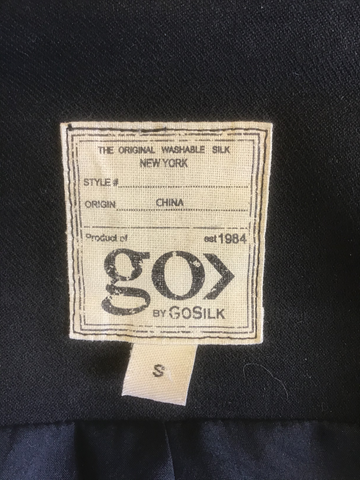 THE ORIGINAL WASHABLE SILK
NEW YORK
STYLE #
ORIGIN CHINA
Product of est 1984
go>
BY GOSILK
S